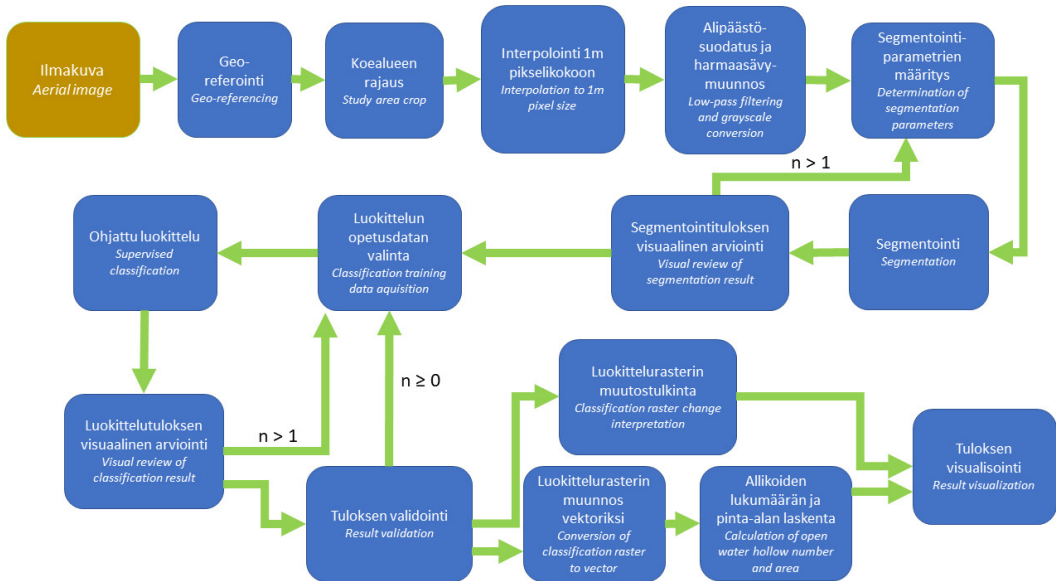 Ilmakuva
Aerial image
Geo-
referointi
Geo-referencing
Koealueen
rajaus
Study area crop
Interpolointi 1m
pikselikokoon
Interpolation to 1m
pixel size
Alipäästö-
suodatus ja
harmaasävy-
muunnos
Low-pass filtering
and grayscale
conversion
Segmentointi-
parametrien
määritys
Determination of
segmentation
parameters
n > 1
Segmentointi
Segmentation
Segmentointituloksen
visuaalinen arviointi
Visual review of
segmentation result
Luokittelun
opetusdatan
valinta
Classification training
data aquisition
Ohjattu luokittelu
Supervised
classification
Luokittelutuloksen
visuaalinen arviointi
Visual review of
classification result
n > 1
n ≥ 0
Tuloksen validointi
Result validation
Luokittelurasterin
muutostulkinta
Classification raster change
interpretation
Luokittelurasterin
muunnos
vektoriksi
Conversion of
classification raster
to vector
Allikoiden
lukumäärän ja
pinta-alan laskenta
Calculation of open
water hollow number
and area
Tuloksen
visualisointi
Result visualization